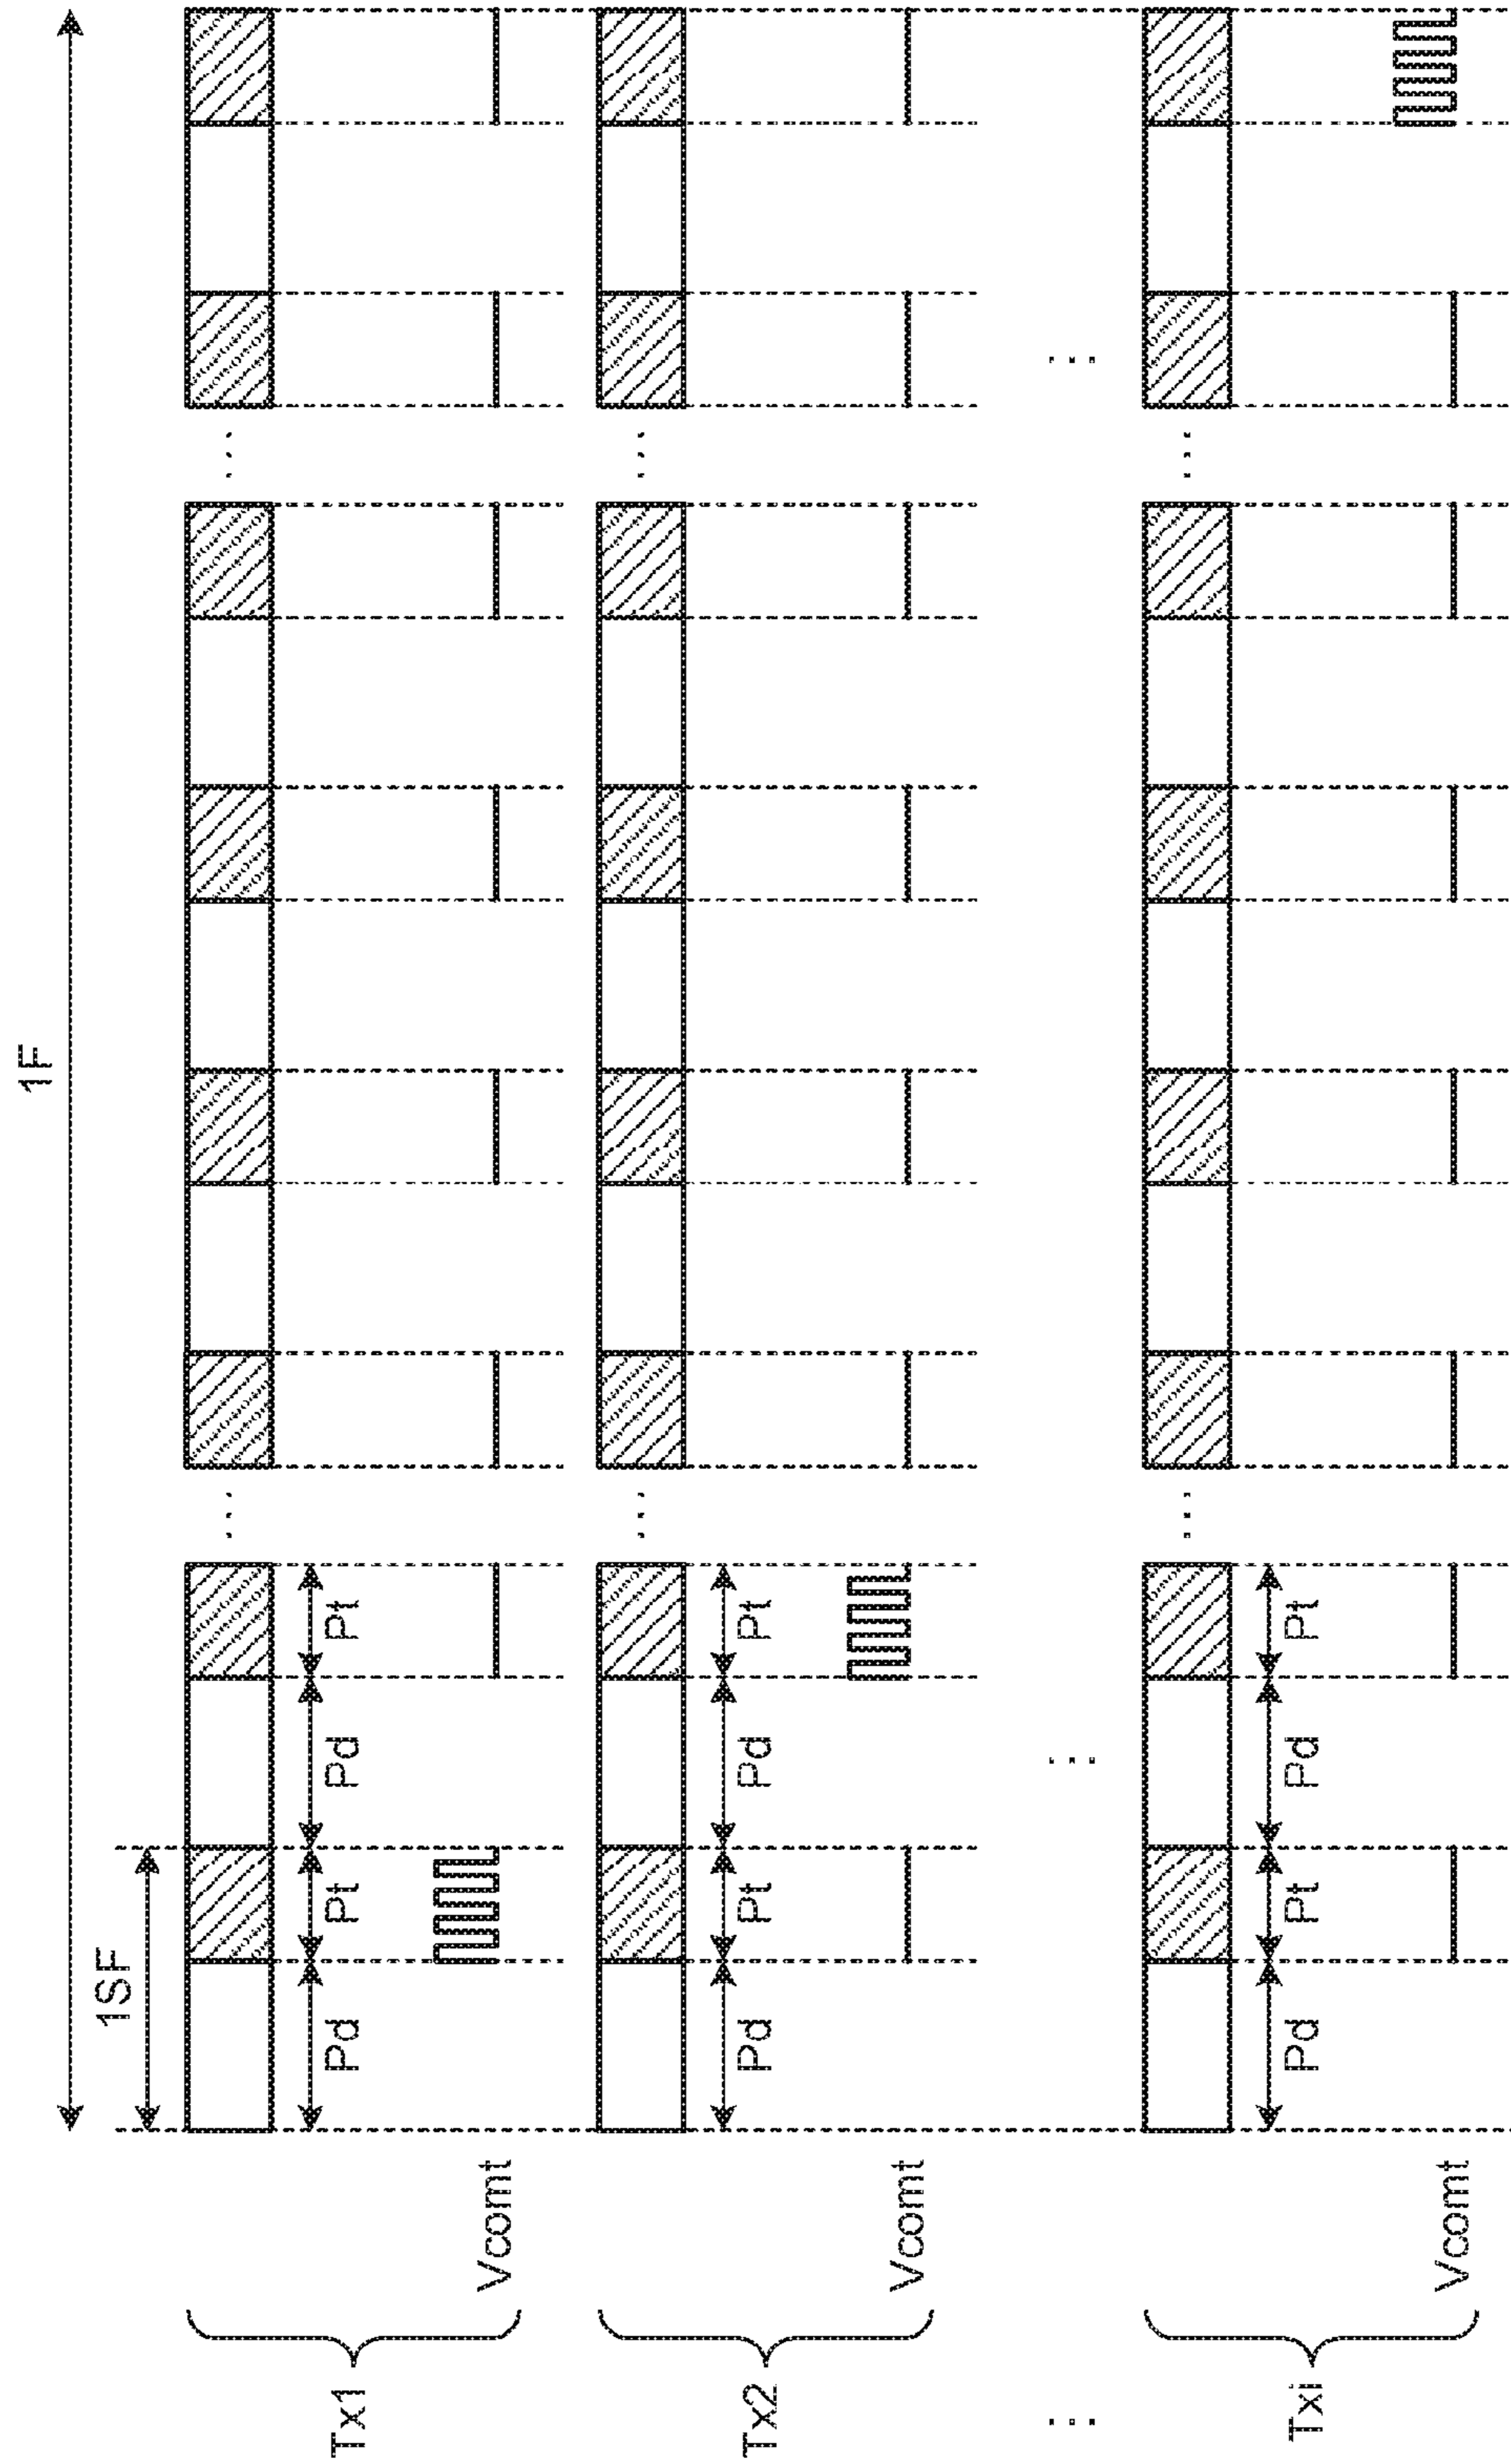 1F
1SF
Tx1
Pd Pt Pd Pt
Vcomt
Tx2
Pd Pt Pd Pt
Vcomt
Txi
Pd Pt Pd Pt
Vcomt